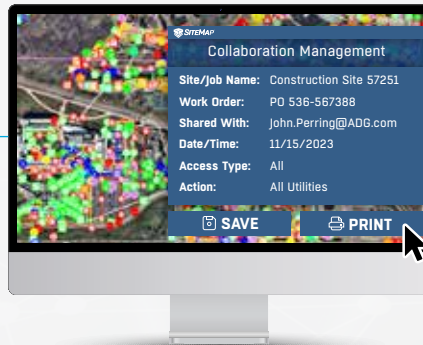 SITEMAP
Collaboration Management
Site/Job Name: Construction Site 57251
Work Order: PO 536-567388
Shared With: John.Perring@ADG.com
Date/Time: 11/15/2023
Access Type: All
Action: All Utilities
SAVE PRINT